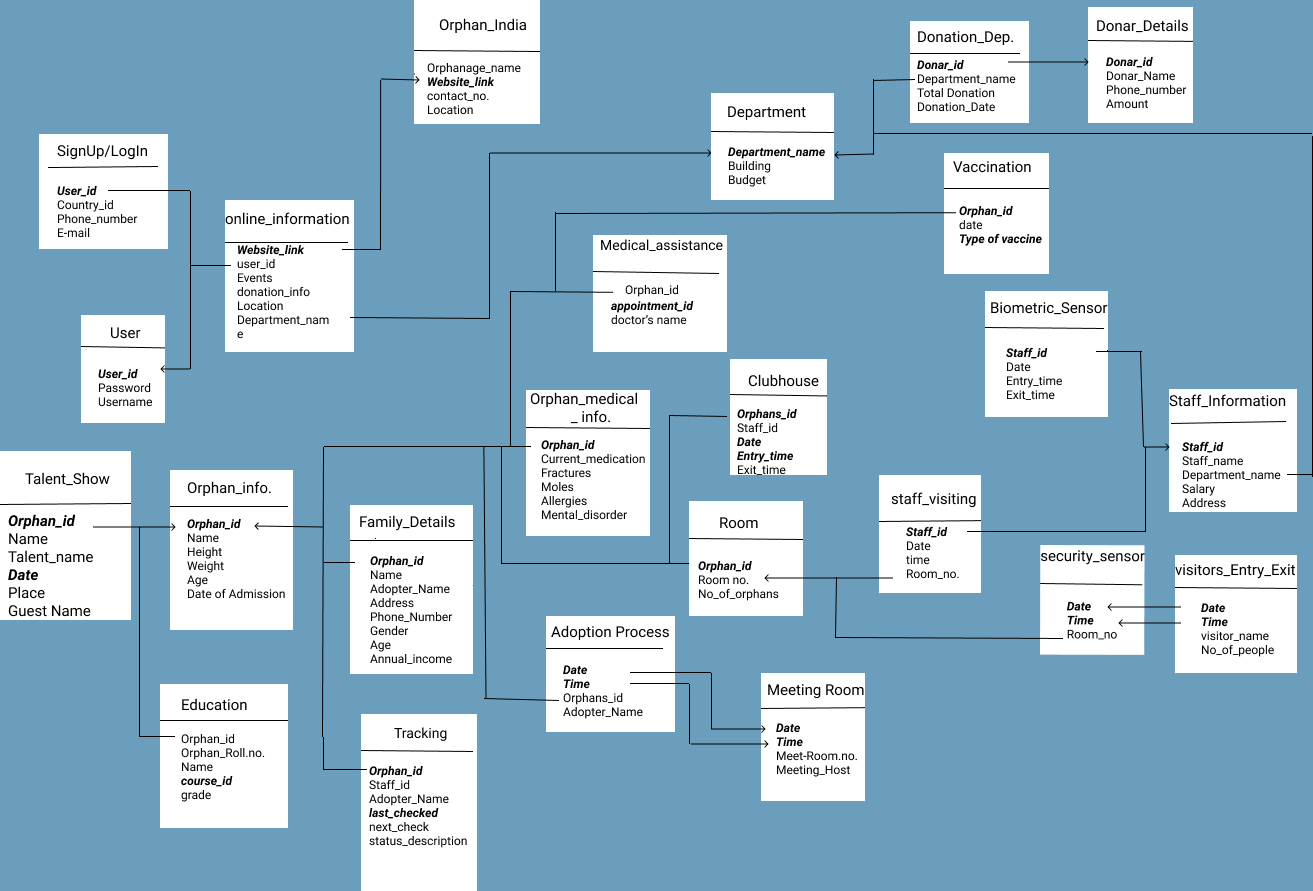 Orphan_India
Orphanage_name
Website_link
contact_no.
Location
Donation_Dep.
Donar_id
Department_name
Total Donation
Donation_Date
Donar_Details
Donar_id
Donar_Name
Phone_number
Amount
Department
Department_name
Building
Budget
SignUp/LogIn
User_id
Country_id
Phone_number
E-mail
online_information
Website_link
user_id
Events
donation_info
Location
Department_nam
e
Vaccination
Orphan_id
date
Type of vaccine
Medical_assistance
Orphan_id
appointment_id
doctor's name
User
User_id
Password
Username
Biometric_Sensor
Staff_id
Date
Entry_time
Exit_time
Clubhouse
Orphans_id
Staff_id
Date
Entry_time
Exit_time
Orphan_medical
_ info.
Orphan_id
Current_medication
Fractures
Moles
Allergies
Mental_disorder
Staff_Information
Staff_id
Staff_name
Department_name
Salary
Address
Talent_Show
Orphan_id
Name
Talent_name
Date
Place
Guest Name
Orphan_info.
Orphan_id
Name
Height
Weight
Age
Date of Admission
Family_Details
Orphan_id
Name
Adopter_Name
Address
Phone_Number
Gender
Age
Annual_income
Room
Orphan_id
Room no.
No_of_orphans
staff_visiting
Staff_id
Date
time
Room_no.
security_sensor
Date
Time
Room_no
visitors_Entry_Exit
Date
Time
visitor_name
No_of_people
Adoption Process
Date
Time
Orphans_id
Adopter_Name
Meeting Room
Date
Time
Meet-Room.no.
Meeting_Host
Education
Orphan_id
Orphan_Roll.no.
Name
course_id
grade
Tracking
Orphan_id
Staff_id
Adopter_Name
last_checked
next_check
status_description